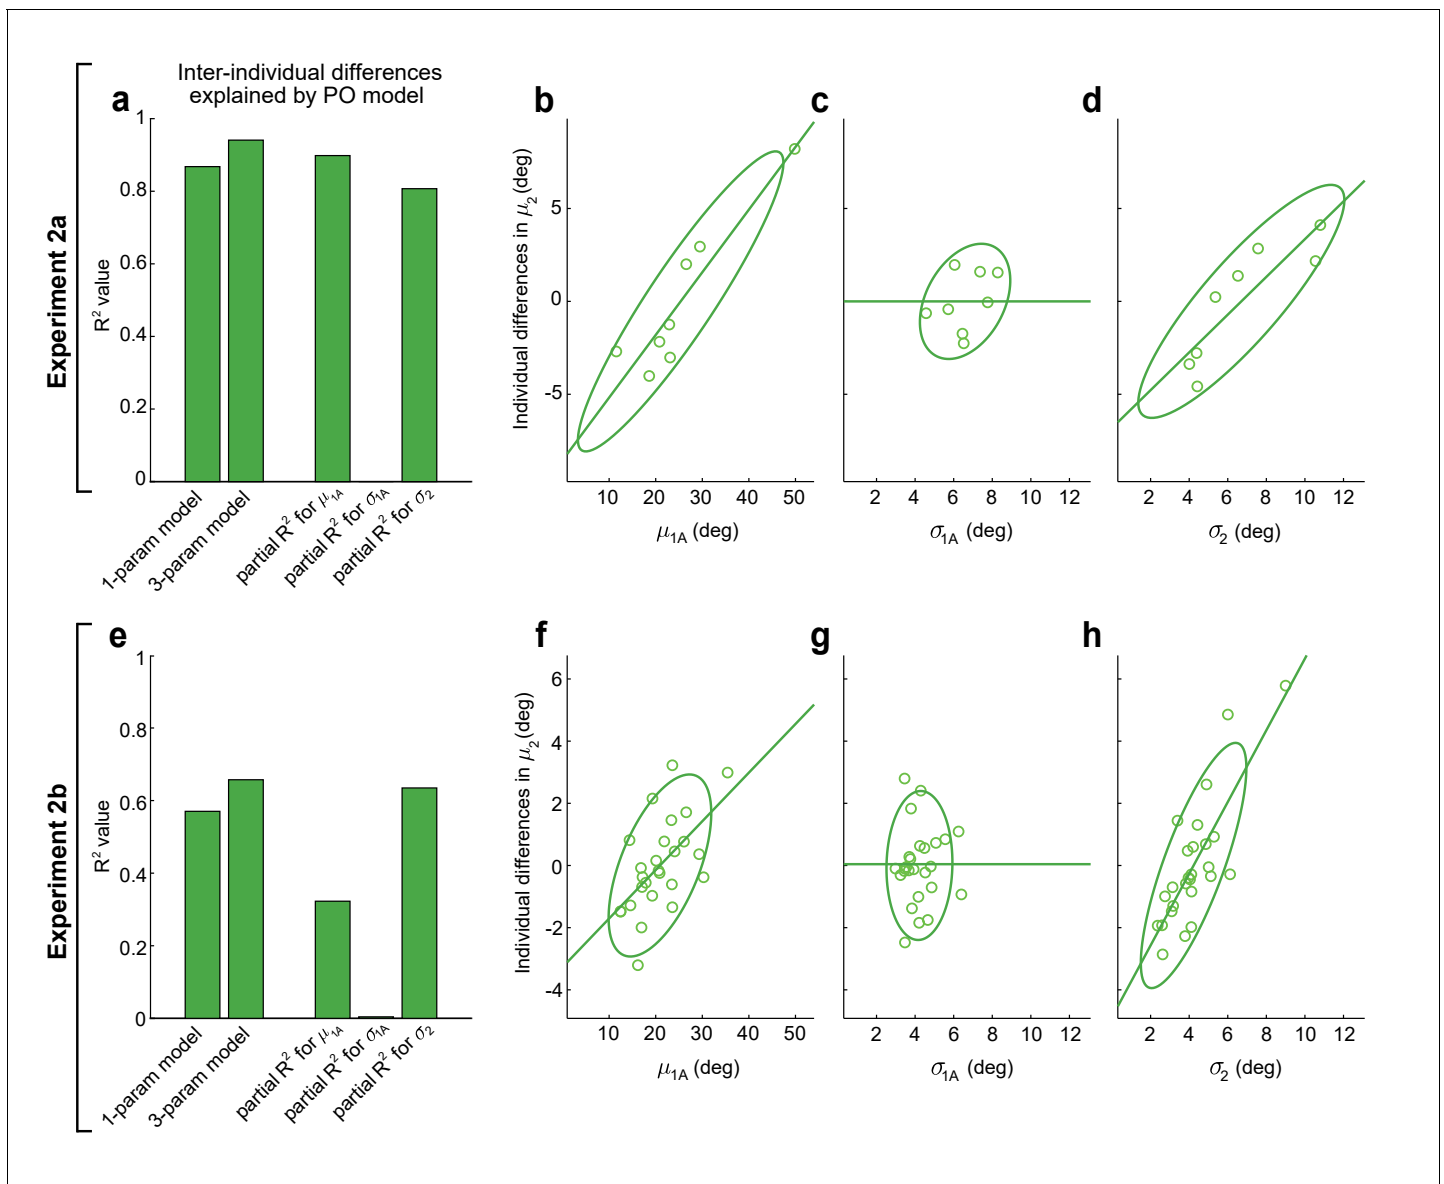 Experiment 2a
a
Inter-individual differences
explained by PO model
R² value
1
0.8
0.6
0.4
0.2
0
1-param model
3-param model
partial R² for μ1A
partial R² for σ1A
partial R² for σ2
b
Individual differences in μ2 (deg)
5
0
-5
10 20 30 40 50
μ1A (deg)
c
2 4 6 8 10 12
σ1A (deg)
d
2 4 6 8 10 12
σ2 (deg)
Experiment 2b
e
R² value
1
0.8
0.6
0.4
0.2
0
1-param model
3-param model
partial R² for μ1A
partial R² for σ1A
partial R² for σ2
f
Individual differences in μ2 (deg)
6
4
2
0
-2
-4
10 20 30 40 50
μ1A (deg)
g
2 4 6 8 10 12
σ1A (deg)
h
2 4 6 8 10 12
σ2 (deg)